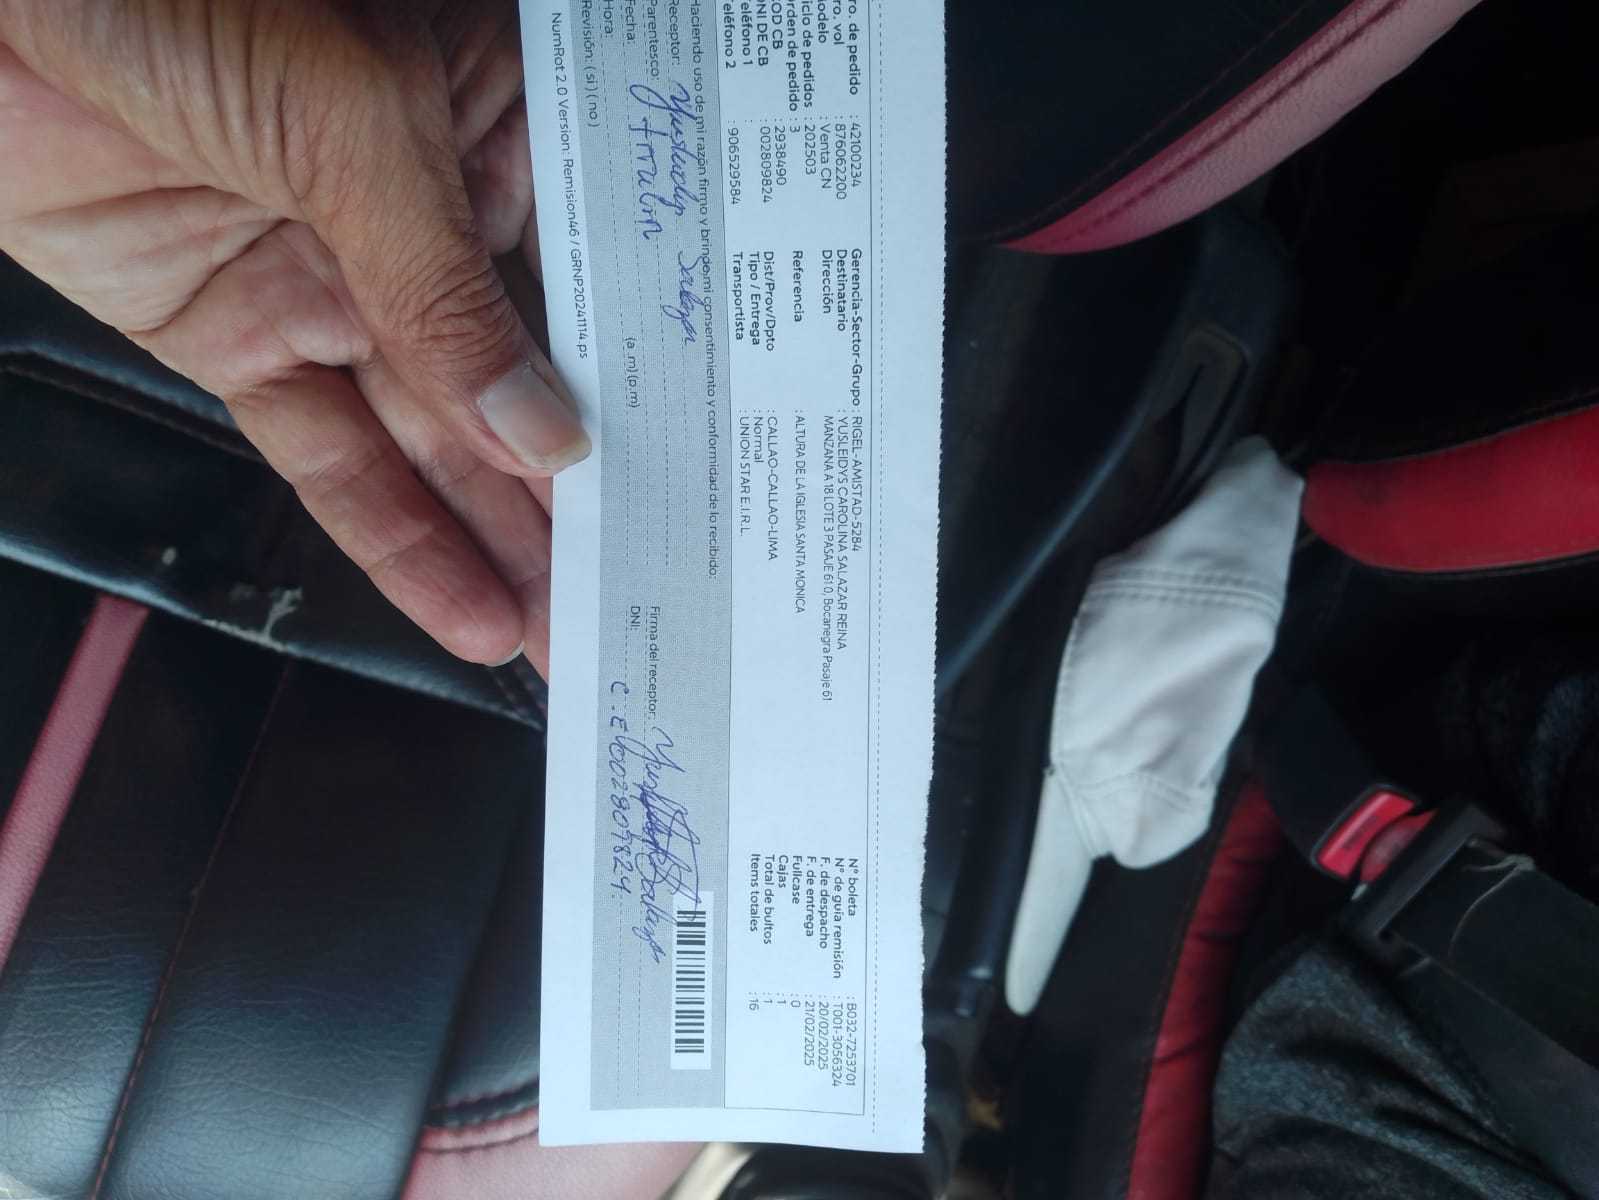 ro. de pedido : 42100234 Gerencia-Sector-Grupo : RIGEL-AMISTAD-5284 N° boleta : B032-7253701
ro. vol : 876062200 Destinatario : YUSLEIDYS CAROLINA SALAZAR REINA N° de guía remisión : T001-3056324
odelo : Venta CN Dirección MANZANA A 18 LOTE 3 PASAJE 61 0, Bocanegra Pasaje 61 F. de despacho : 20/02/2025
iclo de pedidos : 202503 F. de entrega : 21/02/2025
rden de pedido : 3 Referencia : ALTURA DE LA IGLESIA SANTA MONICA Fullcase : 0
OD CB : 2938490 Cajas : 1
NI DE CB : 002809824 Dist/Prov/Dpto : CALLAO-CALLAO-LIMA Total de bultos : 1
eléfono 1 : Tipo / Entrega : Normal Items totales : 16
eléfono 2 : 906529584 Transportista : UNION STAR E.I.R.L.
Haciendo uso de mi razón firmo y brindo mi consentimiento y conformidad de lo recibido:
Receptor:
Parentesco: Firma del receptor:
Fecha: DNI: C.E 002809824.
Hora: (a.m)(p.m)
Revisión: (si)(no)
NumRot 2.0 Version: Remision46 / GRNP20241114.ps